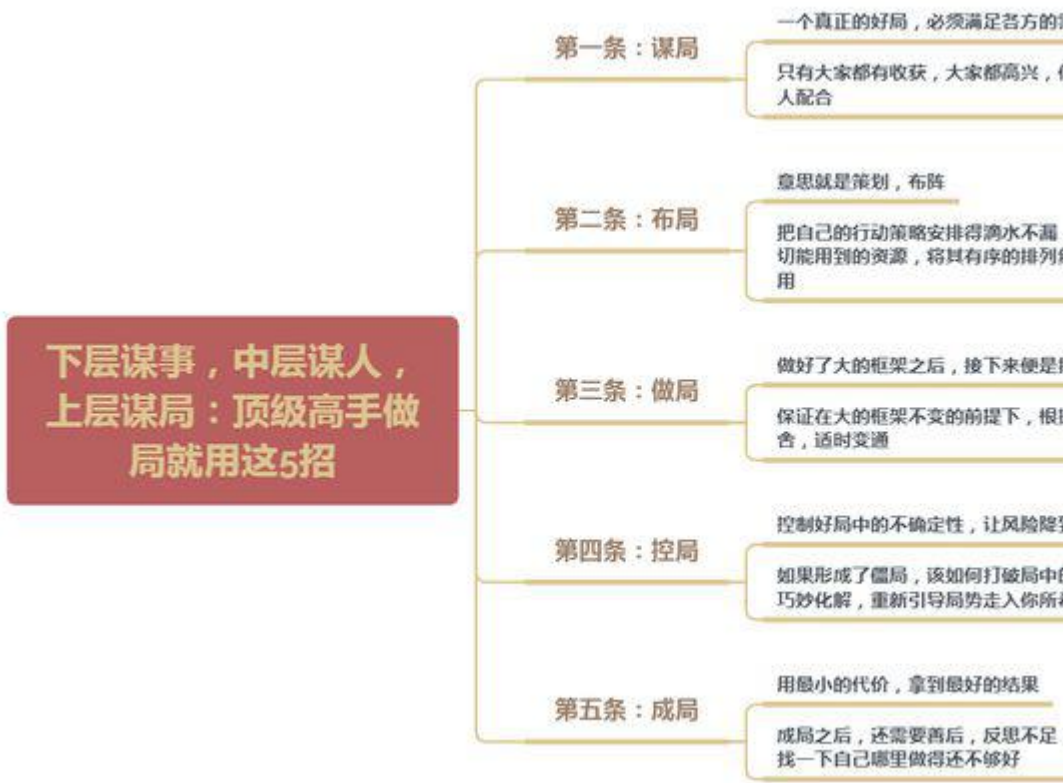 下层谋事，中层谋人，
上层谋局：顶级高手做
局就用这5招
第一条：谋局
一个真正的好局，必须满足各方的
只有大家都有收获，大家都高兴，
人配合
第二条：布局
意思就是策划，布阵
把自己的行动策略安排得滴水不漏
切能用到的资源，将其有序的排列
用
第三条：做局
做好了大的框架之后，接下来便是
保证在大的框架不变的前提下，根
舍，适时变通
第四条：控局
控制好局中的不确定性，让风险降
如果形成了僵局，该如何打破局中
巧妙化解，重新引导局势走入你所
第五条：成局
用最小的代价，拿到最好的结果
成局之后，还需要善后，反思不足
找一下自己哪里做得还不够好